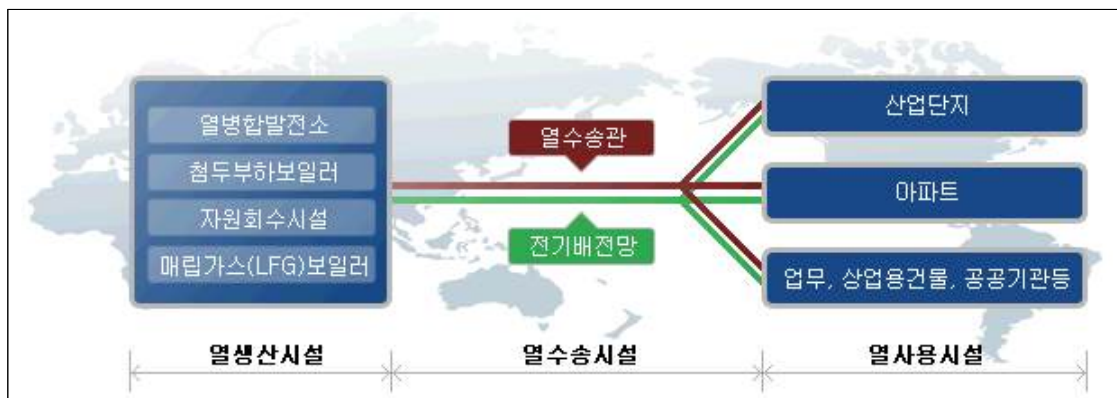 열병합발전소
첨두부하보일러
자원회수시설
매립가스(LFG)보일러
열수송관
전기배전망
산업단지
아파트
업무, 상업용건물, 공공기관등
열생산시설
열수송시설
열사용시설